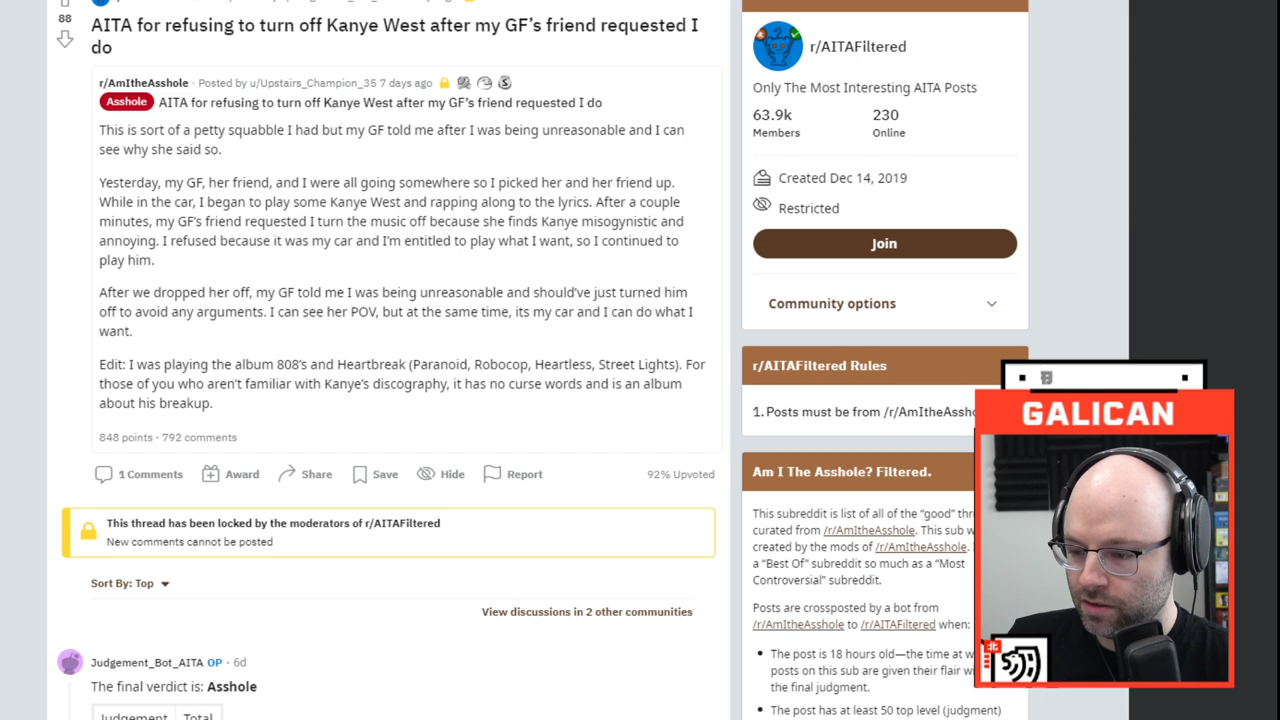 88
AITA for refusing to turn off Kanye West after my GF's friend requested I
do
r/AmItheAsshole · Posted by u/Upstairs_Champion_35 7 days ago
Asshole AITA for refusing to turn off Kanye West after my GF's friend requested I do
This is sort of a petty squabble I had but my GF told me after I was being unreasonable and I can
see why she said so.
Yesterday, my GF, her friend, and I were all going somewhere so I picked her and her friend up.
While in the car, I began to play some Kanye West and rapping along to the lyrics. After a couple
minutes, my GF's friend requested I turn the music off because she finds Kanye misogynistic and
annoying. I refused because it was my car and I'm entitled to play what I want, so I continued to
play him.
After we dropped her off, my GF told me I was being unreasonable and should've just turned him
off to avoid any arguments. I can see her POV, but at the same time, its my car and I can do what I
want.
Edit: I was playing the album 808's and Heartbreak (Paranoid, Robocop, Heartless, Street Lights). For
those of you who aren't familiar with Kanye's discography, it has no curse words and is an album
about his breakup.
848 points · 792 comments
1 Comments Award Share Save Hide Report 92% Upvoted
This thread has been locked by the moderators of r/AITAFiltered
New comments cannot be posted
Sort By: Top
View discussions in 2 other communities
Judgement_Bot_AITA OP · 6d
The final verdict is: Asshole
Judgement Total
r/AITAFiltered
Only The Most Interesting AITA Posts
63.9k 230
Members Online
Created Dec 14, 2019
Restricted
Join
Community options
r/AITAFiltered Rules
1. Posts must be from /r/AmItheAssho
Am I The Asshole? Filtered.
This subreddit is list of all of the "good" thr
curated from /r/AmItheAsshole. This sub w
created by the mods of /r/AmItheAsshole.
a "Best Of" subreddit so much as a "Most
Controversial" subreddit.
Posts are crossposted by a bot from
/r/AmItheAsshole to /r/AITAFiltered when:
The post is 18 hours old—the time at w
posts on this sub are given their flair wi
the final judgment.
The post has at least 50 top level (judgment)
GALICAN